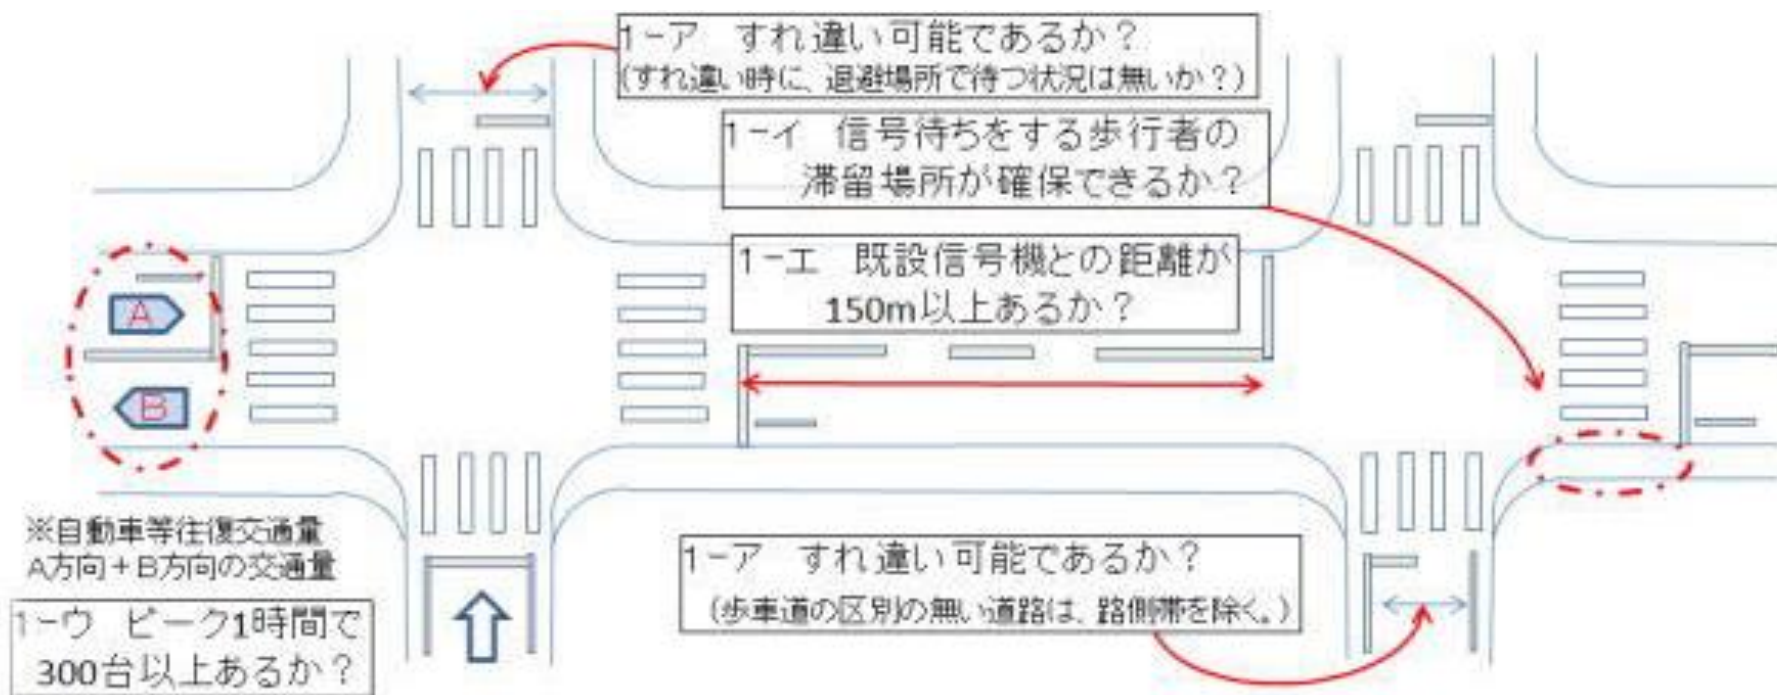 1-ア すれ違い可能であるか？
(すれ違い時に、退避場所で待つ状況は無いか？)
1-イ 信号待ちをする歩行者の
滞留場所が確保できるか？
1-エ 既設信号機との距離が
150m以上あるか？
A
B
※自動車等往復交通量
A方向+B方向の交通量
1-ウ ピーク1時間で
300台以上あるか？
1-ア すれ違い可能であるか？
(歩車道の区別の無い道路は、路側帯を除く。)